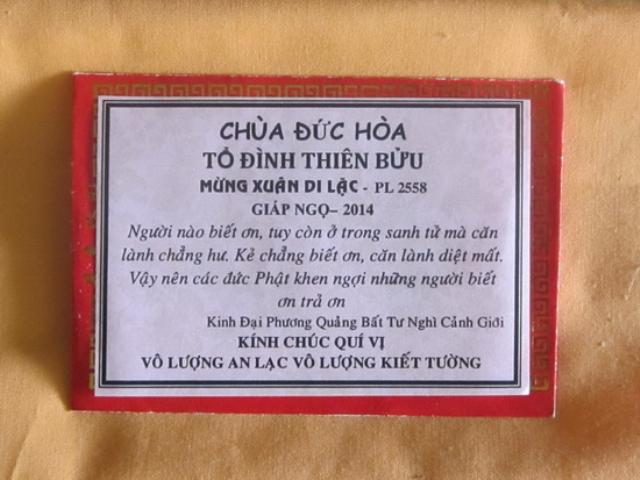 CHÙA ĐỨC HÒA
TỔ ĐÌNH THIÊN BỬU
MỪNG XUÂN DI LẶC - PL 2558
GIÁP NGỌ– 2014
Người nào biết ơn, tuy còn ở trong sanh tử mà căn
lành chẳng hư. Kẻ chẳng biết ơn, căn lành diệt mất.
Vậy nên các đức Phật khen ngợi những người biết
ơn trả ơn
Kinh Đại Phương Quảng Bất Tư Nghì Cảnh Giới
KÍNH CHÚC QUÍ VỊ
VÔ LƯỢNG AN LẠC VÔ LƯỢNG KIẾT TƯỜNG